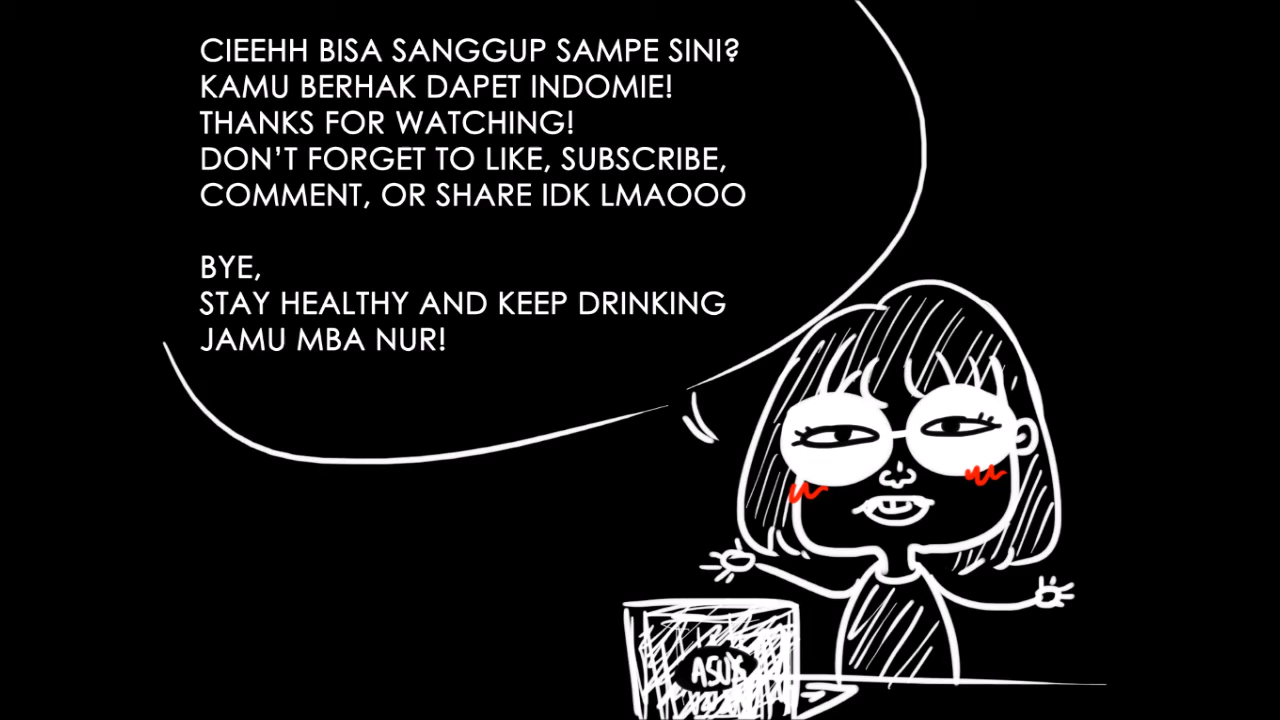 CIEEHH BISA SANGGUP SAMPE SINI?
KAMU BERHAK DAPET INDOMIE!
THANKS FOR WATCHING!
DON’T FORGET TO LIKE, SUBSCRIBE,
COMMENT, OR SHARE IDK LMAOOO
BYE,
STAY HEALTHY AND KEEP DRINKING
JAMU MBA NUR!